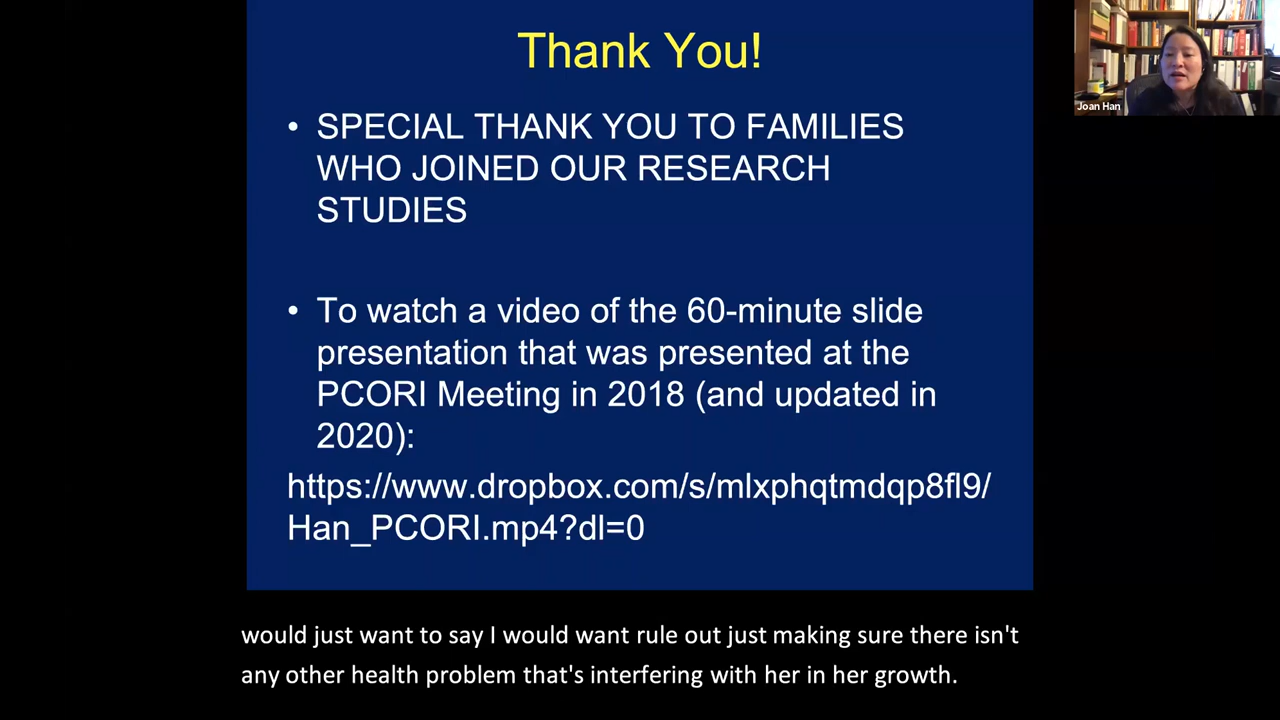 Thank You!
Joan Han
• SPECIAL THANK YOU TO FAMILIES
WHO JOINED OUR RESEARCH
STUDIES
• To watch a video of the 60-minute slide
presentation that was presented at the
PCORI Meeting in 2018 (and updated in
2020):
https://www.dropbox.com/s/mlxphqtmdqp8fl9/
Han_PCORI.mp4?dl=0
would just want to say I would want rule out just making sure there isn't
any other health problem that's interfering with her in her growth.